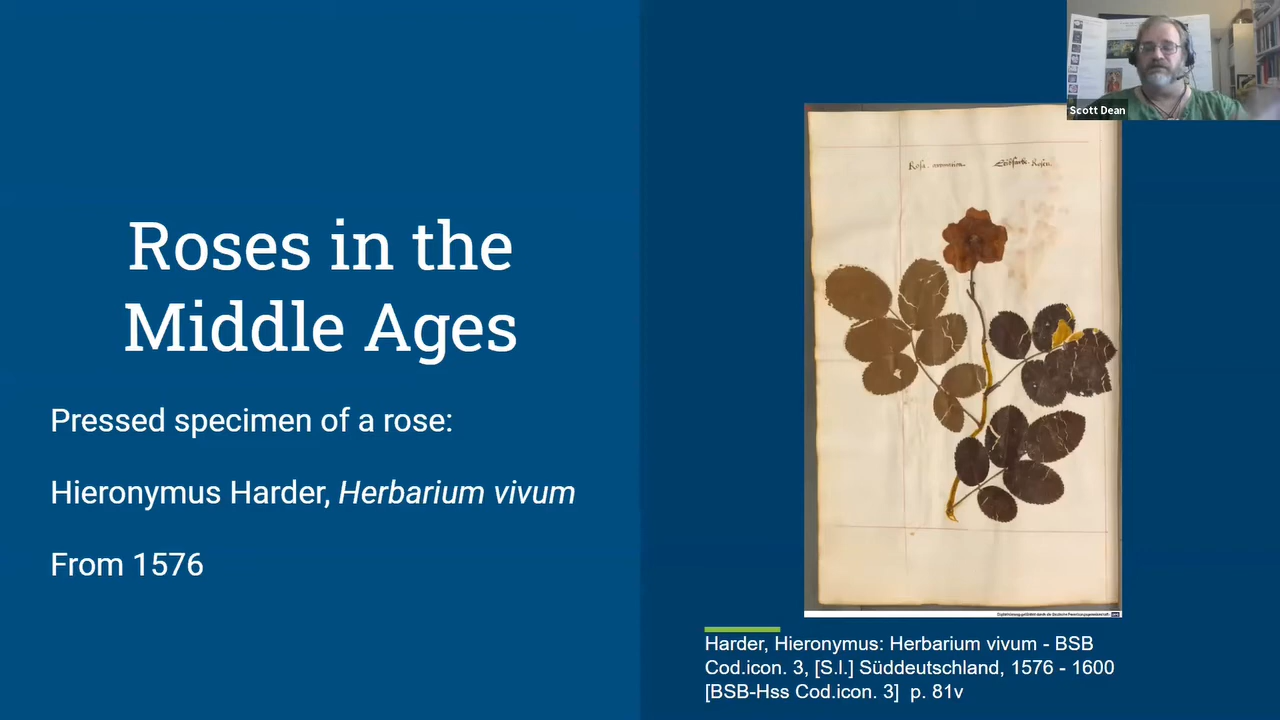 Scott Dean
Roses in the
Middle Ages
Pressed specimen of a rose:
Hieronymus Harder, Herbarium vivum
From 1576
Rosa
Rosen.
Harder, Hieronymus: Herbarium vivum - BSB
Cod.icon. 3, [S.l.] Süddeutschland, 1576 - 1600
[BSB-Hss Cod.icon. 3]  p. 81v